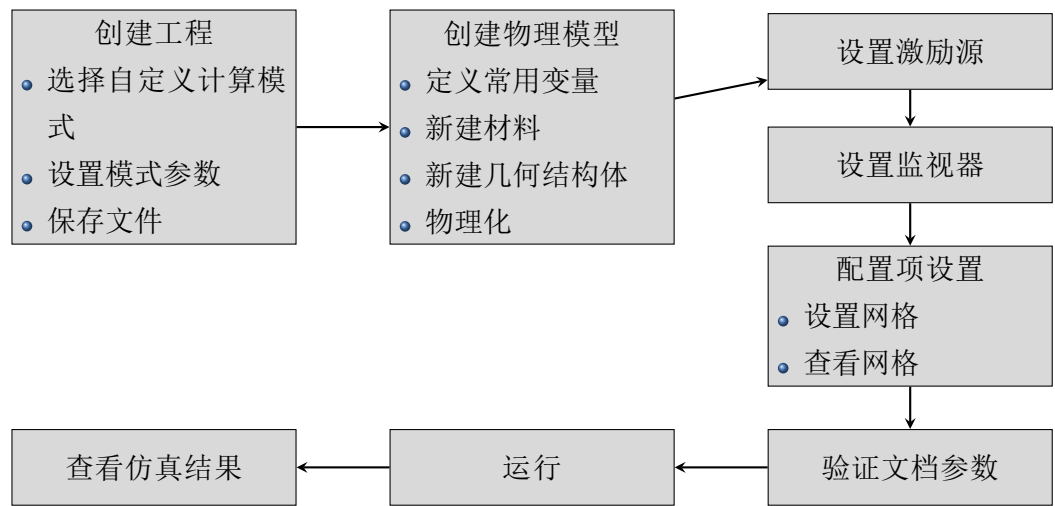 创建工程
选择自定义计算模
式
设置模式参数
保存文件
创建物理模型
定义常用变量
新建材料
新建几何结构体
物理化
设置激励源
设置监视器
配置项设置
设置网格
查看网格
验证文档参数
运行
查看仿真结果